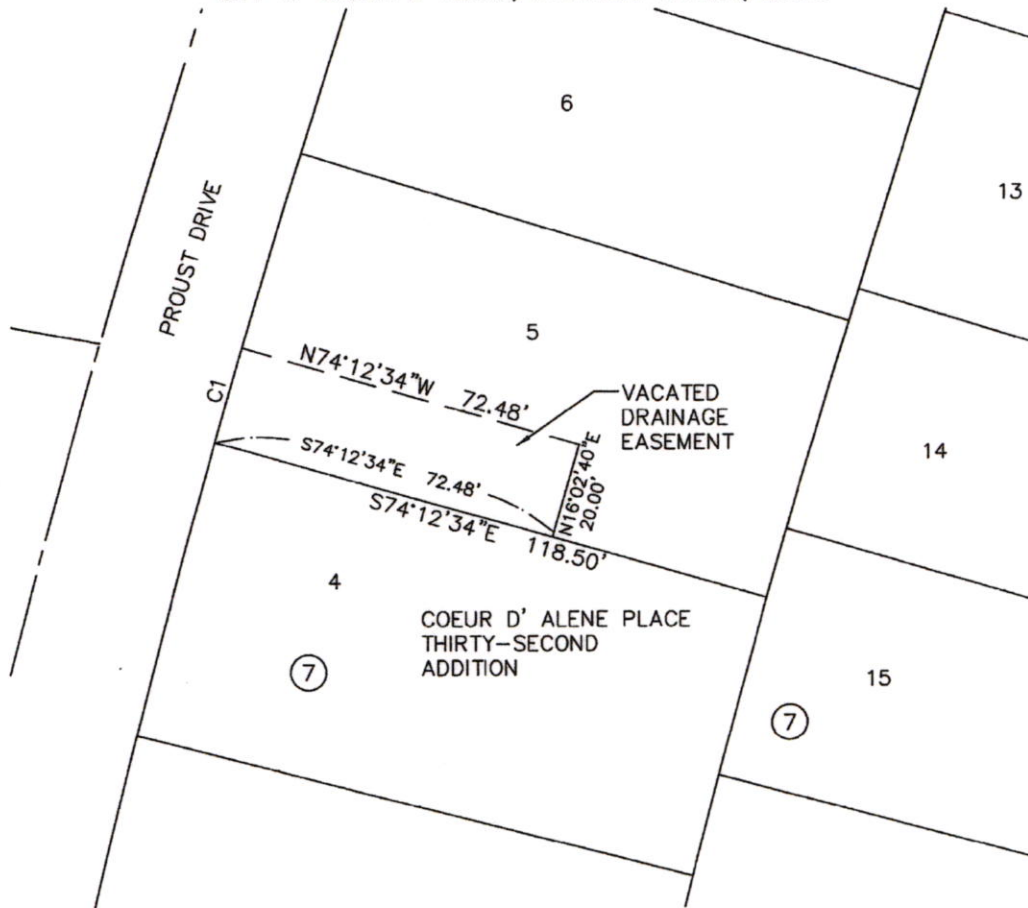 6
13
PROUST DRIVE
5
N74°12'34"W 72.48'
VACATED
DRAINAGE
EASEMENT
C1
S74°12'34"E 72.48'
N16°02'40"E
20.00'
14
S74°12'34"E 118.50'
4
COEUR D' ALENE PLACE
THIRTY-SECOND
ADDITION
7
15
7